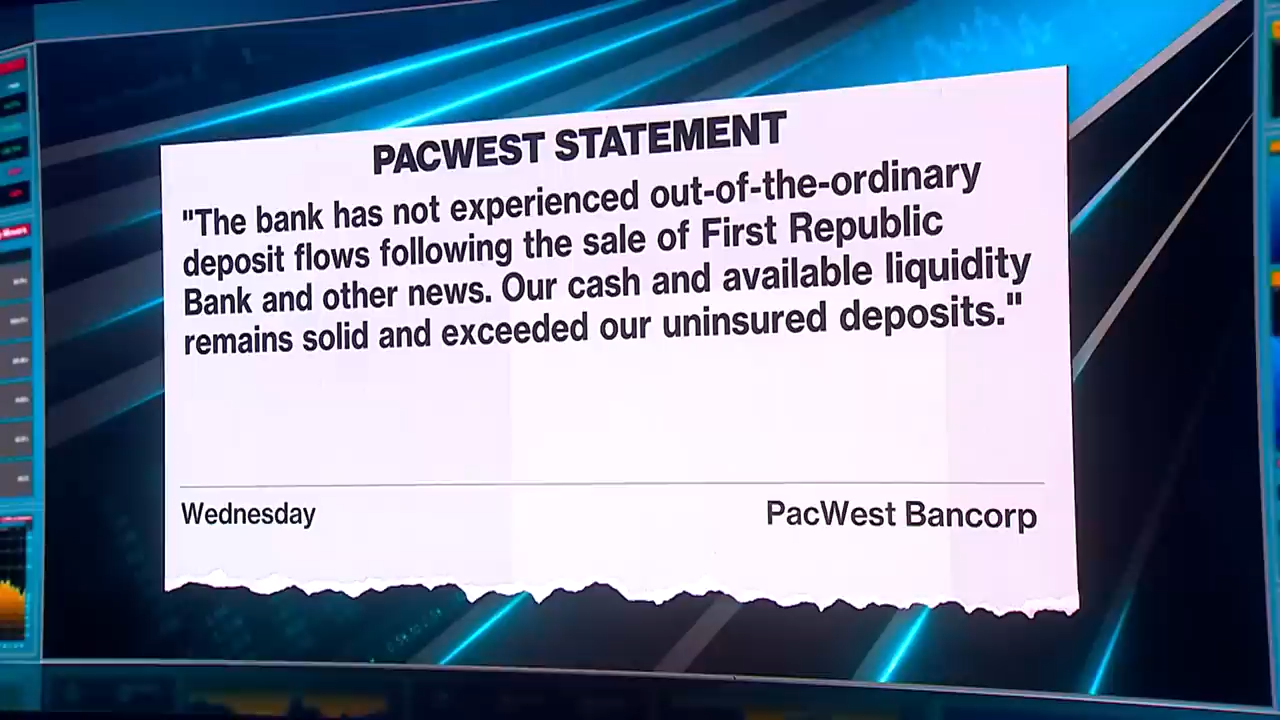 PACWEST STATEMENT
"The bank has not experienced out-of-the-ordinary
deposit flows following the sale of First Republic
Bank and other news. Our cash and available liquidity
remains solid and exceeded our uninsured deposits."
Wednesday
PacWest Bancorp